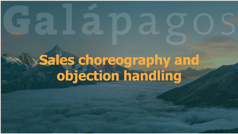 Galápagos
Sales choreography and
objection handling